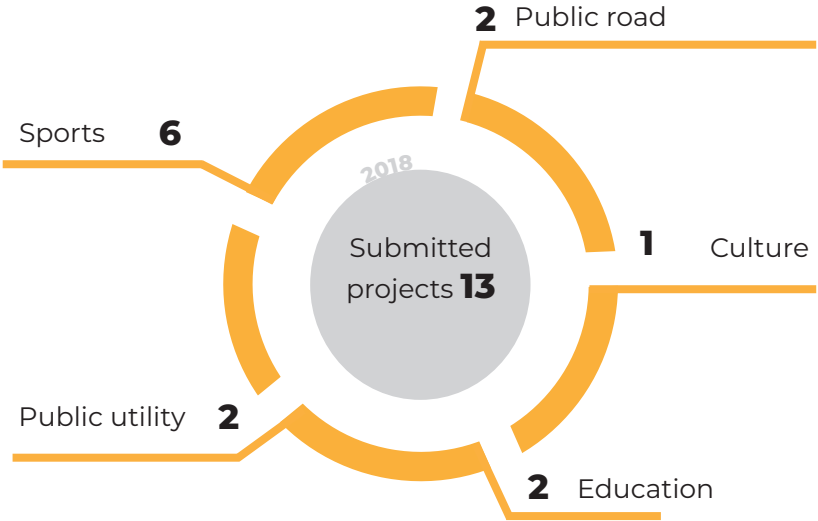 2 Public road
Sports 6
2018
1 Culture
Submitted
projects 13
Public utility 2
2 Education